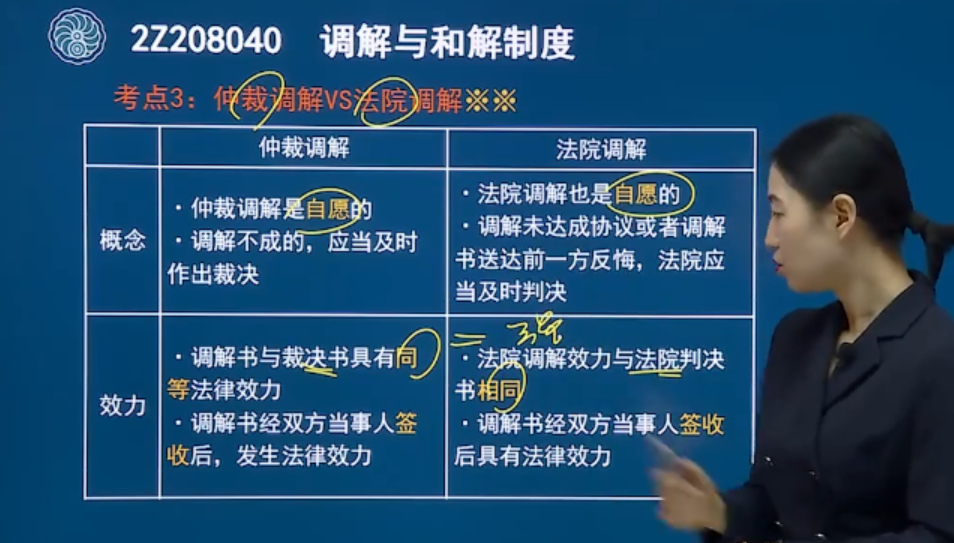 2Z208040 调解与和解制度
考点3：仲裁调解VS法院调解※※
仲裁调解
法院调解
概念
·仲裁调解是自愿的
·调解不成的，应当及时
作出裁决
·法院调解也是自愿的
·调解未达成协议或者调解
书送达前一方反悔，法院应
当及时判决
效力
·调解书与裁决书具有同
等法律效力
·调解书经双方当事人签
收后，发生法律效力
·法院调解效力与法院判决
书相同
·调解书经双方当事人签收
后具有法律效力